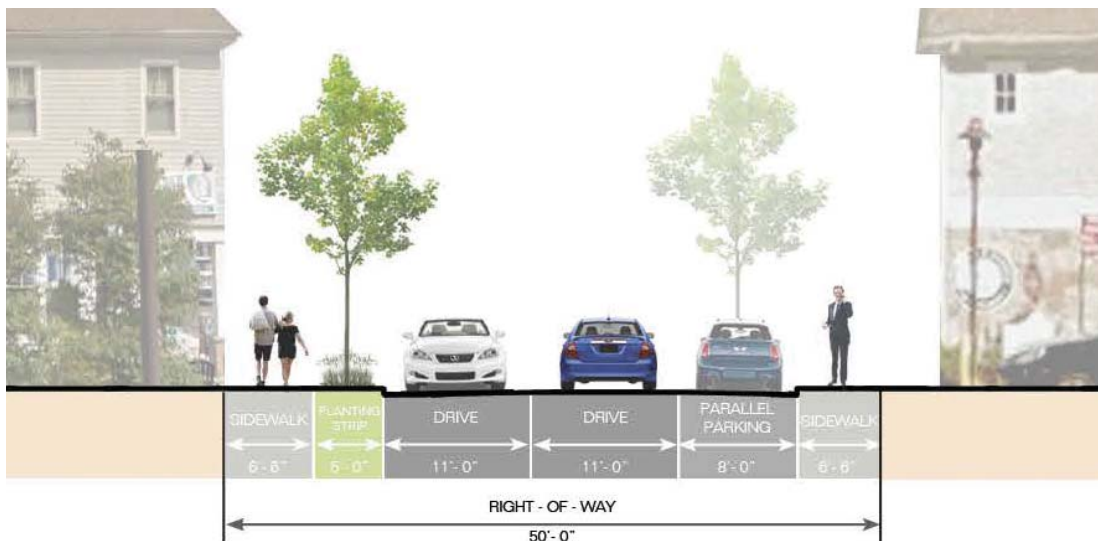 SIDEWALK
6 - 6"
PLANTING
STRIP
5 - 0"
DRIVE
11'- 0"
DRIVE
11'- 0"
PARALLEL
PARKING
8'- 0"
SIDEWALK
6 - 6"
RIGHT - OF - WAY
50'- 0"